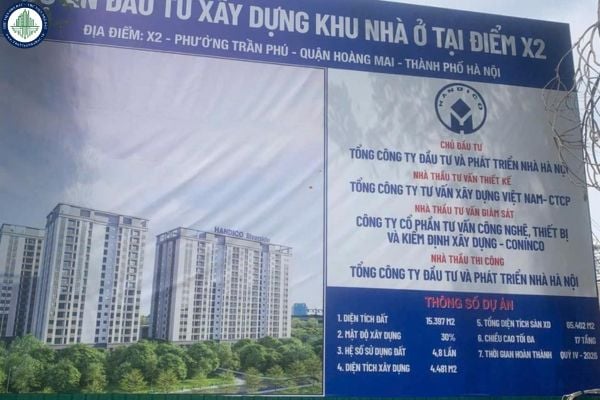 ÁN ĐẦU TƯ XÂY DỰNG KHU NHÀ Ở TẠI ĐIỂM X2
ĐỊA ĐIỂM: X2 - PHƯỜNG TRẦN PHÚ - QUẬN HOÀNG MAI - THÀNH PHỐ HÀ NỘI
HANDICO
CHỦ ĐẦU TƯ
TỔNG CÔNG TY ĐẦU TƯ VÀ PHÁT TRIỂN NHÀ HÀ NỘI
NHÀ THẦU TƯ VẤN THIẾT KẾ
TỔNG CÔNG TY TƯ VẤN XÂY DỰNG VIỆT NAM- CTCP
NHÀ THẦU TƯ VẤN GIÁM SÁT
CÔNG TY CỔ PHẦN TƯ VẤN CÔNG NGHỆ, THIẾT BỊ
VÀ KIỂM ĐỊNH XÂY DỰNG - CONINCO
NHÀ THẦU THI CÔNG
TỔNG CÔNG TY ĐẦU TƯ VÀ PHÁT TRIỂN NHÀ HÀ NỘI
HANDICO Riverside
THÔNG SỐ DỰ ÁN
1. DIỆN TÍCH ĐẤT 15.397 M2
2. MẬT ĐỘ XÂY DỰNG 30%
3. HỆ SỐ SỬ DỤNG ĐẤT 4,8 LẦN
4. DIỆN TÍCH XÂY DỰNG 4.481 M2
5. TỔNG DIỆN TÍCH SÀN XD 65.402 M2
6. CHIỀU CAO TỐI ĐA 17 TẦNG
7. THỜI GIAN HOÀN THÀNH QUÝ IV - 2025